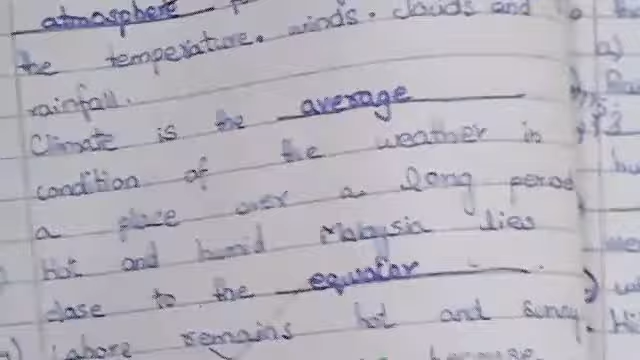 atmosphere
the temperature. winds. clouds and
rainfall.
Climate is the average
condition of the weather in
a place over a long perod
Hot and humid Malaysia lies
close to the equator
Lahore remains hot and sunny.